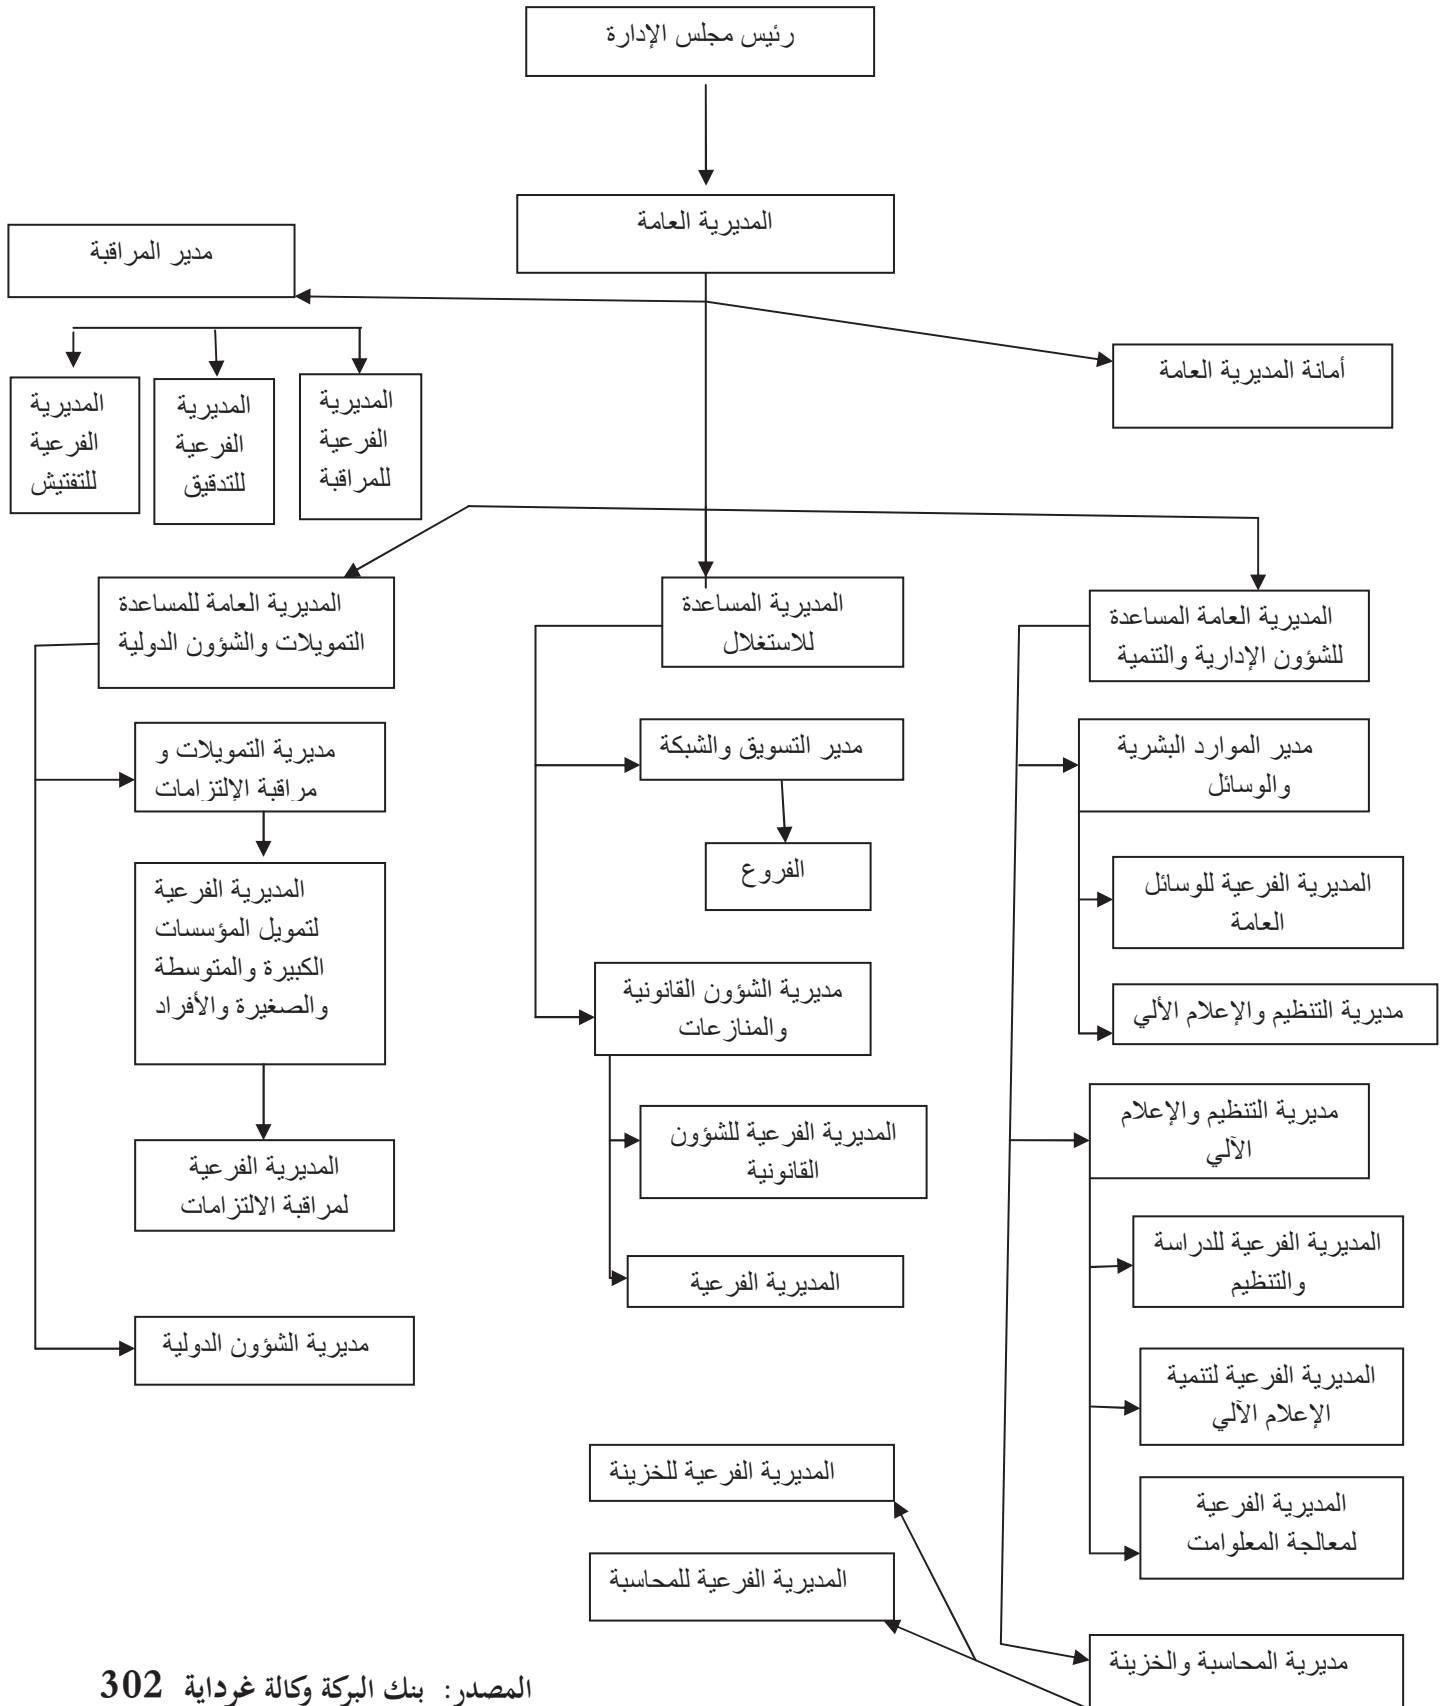 رئيس مجلس الإدارة
المديرية العامة
مدير المراقبة
أمانة المديرية العامة
المديرية
الفرعية
للمراقبة
المديرية
الفرعية
للتدقيق
المديرية
الفرعية
للتفتيش
المديرية العامة المساعدة
للشؤون الإدارية والتنمية
المديرية المساعدة
للاستغلال
المديرية العامة للمساعدة
التمويلات والشؤون الدولية
مدير الموارد البشرية
والوسائل
المديرية الفرعية للوسائل
العامة
مديرية التنظيم والإعلام الألي
مديرية التنظيم والإعلام
الآلي
المديرية الفرعية للدراسة
والتنظيم
المديرية الفرعية لتنمية
الإعلام الآلي
المديرية الفرعية
لمعالجة المعلوامت
مديرية المحاسبة والخزينة
مدير التسويق والشبكة
الفروع
مديرية الشؤون القانونية
والمنازعات
المديرية الفرعية للشؤون
القانونية
المديرية الفرعية
المديرية الفرعية للخزينة
المديرية الفرعية للمحاسبة
مديرية التمويلات و
مراقبة الإلتزامات
المديرية الفرعية
لتمويل المؤسسات
الكبيرة والمتوسطة
والصغيرة والأفراد
المديرية الفرعية
لمراقبة الالتزامات
مديرية الشؤون الدولية
المصدر: بنك البركة وكالة غرداية 302